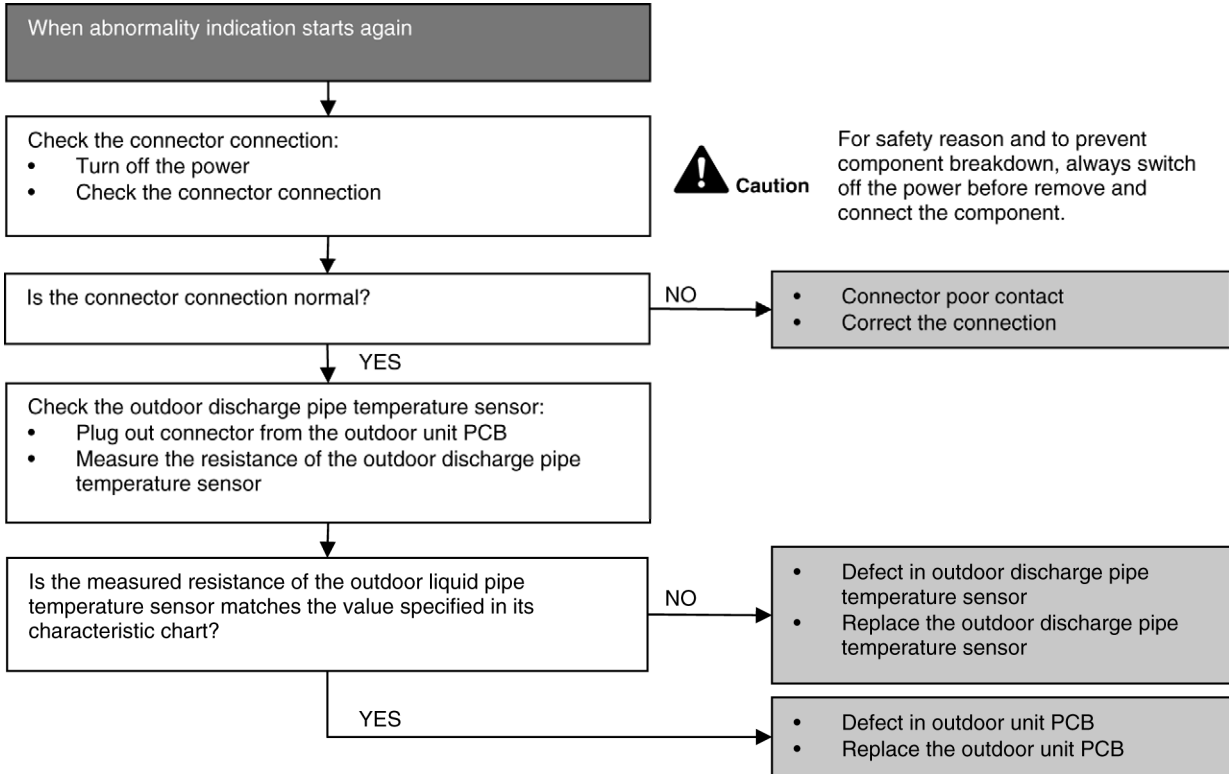 When abnormality indication starts again
Check the connector connection:
• Turn off the power
• Check the connector connection
Caution
For safety reason and to prevent
component breakdown, always switch
off the power before remove and
connect the component.
Is the connector connection normal?
NO
• Connector poor contact
• Correct the connection
YES
Check the outdoor discharge pipe temperature sensor:
• Plug out connector from the outdoor unit PCB
• Measure the resistance of the outdoor discharge pipe
temperature sensor
Is the measured resistance of the outdoor liquid pipe
temperature sensor matches the value specified in its
characteristic chart?
NO
• Defect in outdoor discharge pipe
temperature sensor
• Replace the outdoor discharge pipe
temperature sensor
YES
• Defect in outdoor unit PCB
• Replace the outdoor unit PCB